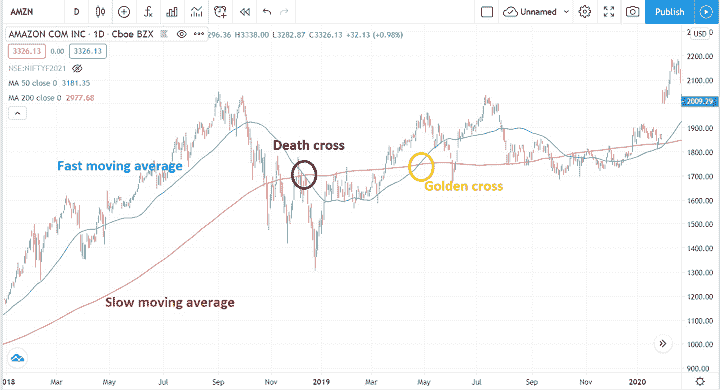 AMZN D Unnamed Publish
AMAZON COM INC · 1D · Cboe BZX 296.36 H3338.00 L3282.87 C3326.13 +32.13 (+0.98%)
3326.13 0.00 3326.13
NSE:NIFTYF2021
MA 50 close 0 3181.35
MA 200 close 0 2977.68
USD
2200.00
2100.00
2009.29
1900.00
1800.00
1700.00
1600.00
1500.00
1400.00
1300.00
1200.00
1100.00
1000.00
900.00
Death cross
Fast moving average
Golden cross
Slow moving average
2018 Mar May Jul Sep Nov 2019 Mar May Jul Sep Nov 2020 Mar